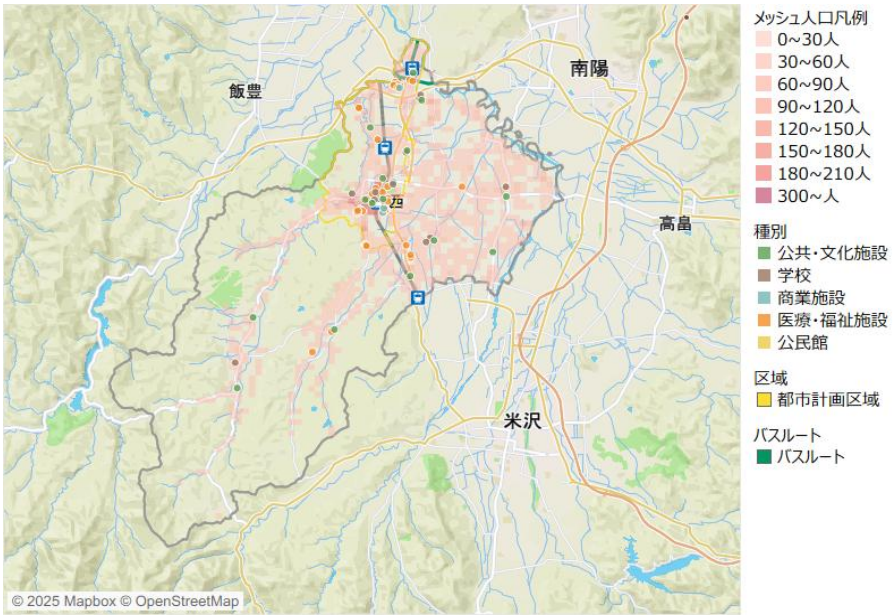 飯豊
南陽
西
高畠
米沢
© 2025 Mapbox © OpenStreetMap
メッシュ人口凡例
0~30人
30~60人
60~90人
90~120人
120~150人
150~180人
180~210人
300~人
種別
公共・文化施設
学校
商業施設
医療・福祉施設
公民館
区域
都市計画区域
バスルート
バスルート